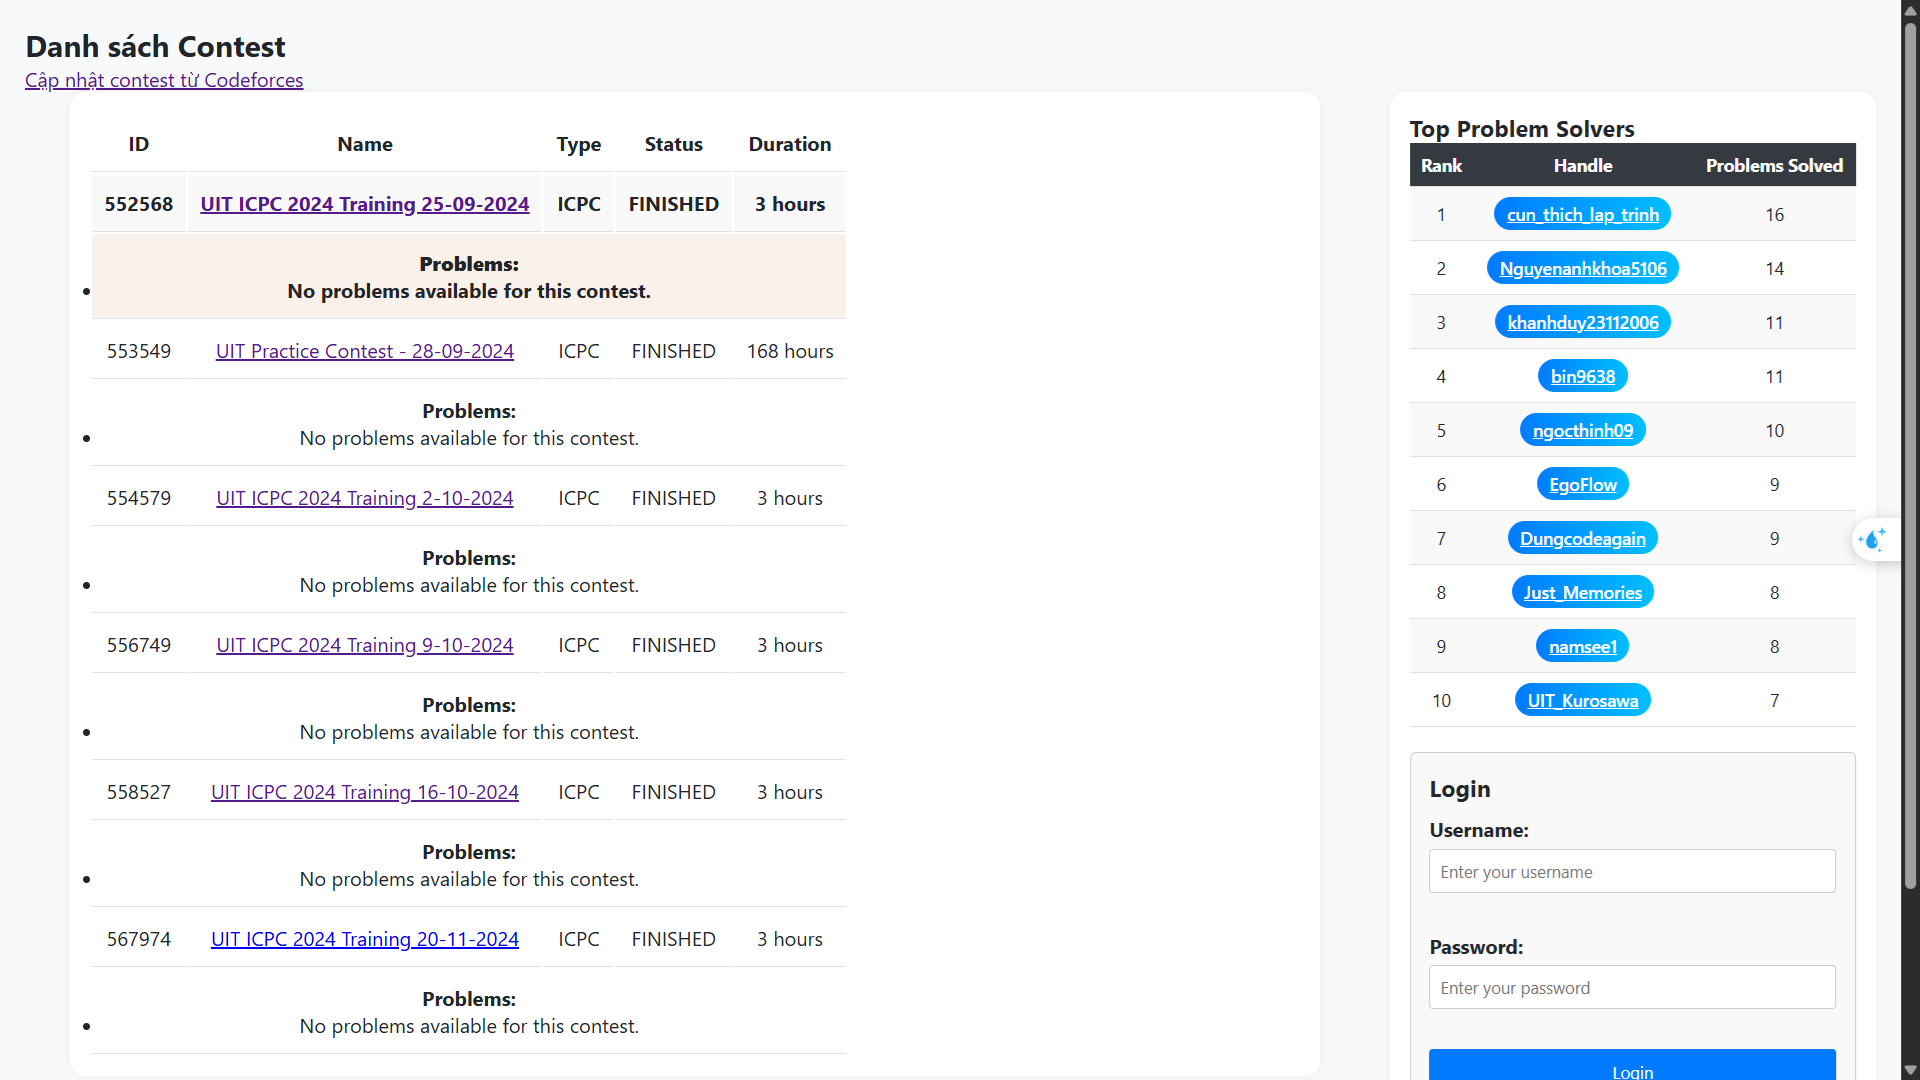 Danh sách Contest
Cập nhật contest từ Codeforces
ID Name Type Status Duration
552568 UIT ICPC 2024 Training 25-09-2024 ICPC FINISHED 3 hours
Problems:
No problems available for this contest.
553549 UIT Practice Contest - 28-09-2024 ICPC FINISHED 168 hours
Problems:
No problems available for this contest.
554579 UIT ICPC 2024 Training 2-10-2024 ICPC FINISHED 3 hours
Problems:
No problems available for this contest.
556749 UIT ICPC 2024 Training 9-10-2024 ICPC FINISHED 3 hours
Problems:
No problems available for this contest.
558527 UIT ICPC 2024 Training 16-10-2024 ICPC FINISHED 3 hours
Problems:
No problems available for this contest.
567974 UIT ICPC 2024 Training 20-11-2024 ICPC FINISHED 3 hours
Problems:
No problems available for this contest.
Top Problem Solvers
Rank Handle Problems Solved
1 cun_thich_lap_trinh 16
2 Nguyenanhkhoa5106 14
3 khanhduy23112006 11
4 bin9638 11
5 ngocthinh09 10
6 EgoFlow 9
7 Dungcodeagain 9
8 Just_Memories 8
9 namsee1 8
10 UIT_Kurosawa 7
Login
Username:
Enter your username
Password:
Enter your password
Login